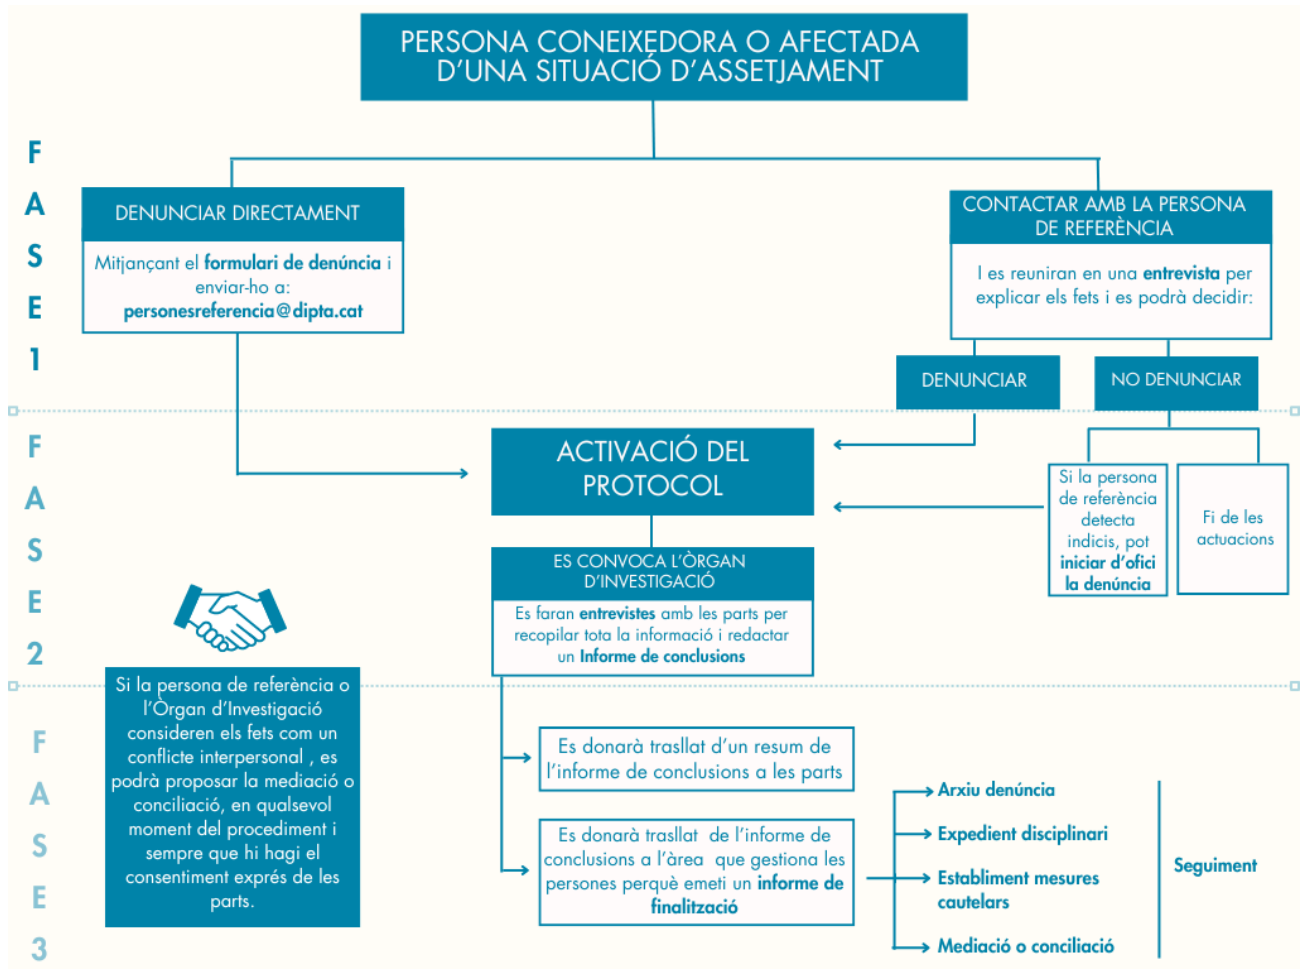 PERSONA CONEIXEDORA O AFECTADA
D'UNA SITUACIÓ D'ASSETJAMENT
F
A
S
E
1
DENUNCIAR DIRECTAMENT
Mitjançant el formulari de denúncia i
enviar-ho a:
personesreferencia@dipta.cat
CONTACTAR AMB LA PERSONA
DE REFERÈNCIA
I es reuniran en una entrevista per
explicar els fets i es podrà decidir:
DENUNCIAR
NO DENUNCIAR
F
A
S
E
2
ACTIVACIÓ DEL
PROTOCOL
Si la persona
de referència
detecta
indicis, pot
iniciar d'ofici
la denúncia
Fi de les
actuacions
ES CONVOCA L'ÒRGAN
D'INVESTIGACIÓ
Es faran entrevistes amb les parts per
recopilar tota la informació i redactar
un Informe de conclusions
Si la persona de referència o
l'Òrgan d'Investigació
consideren els fets com un
conflicte interpersonal , es
podrà proposar la mediació o
conciliació, en qualsevol
moment del procediment i
sempre que hi hagi el
consentiment exprés de les
parts.
F
A
S
E
3
Es donarà trasllat d'un resum de
l'informe de conclusions a les parts
Es donarà trasllat de l'informe de
conclusions a l'àrea que gestiona les
persones perquè emeti un informe de
finalització
Arxiu denúncia
Expedient disciplinari
Establiment mesures
cautelars
Mediació o conciliació
Seguiment